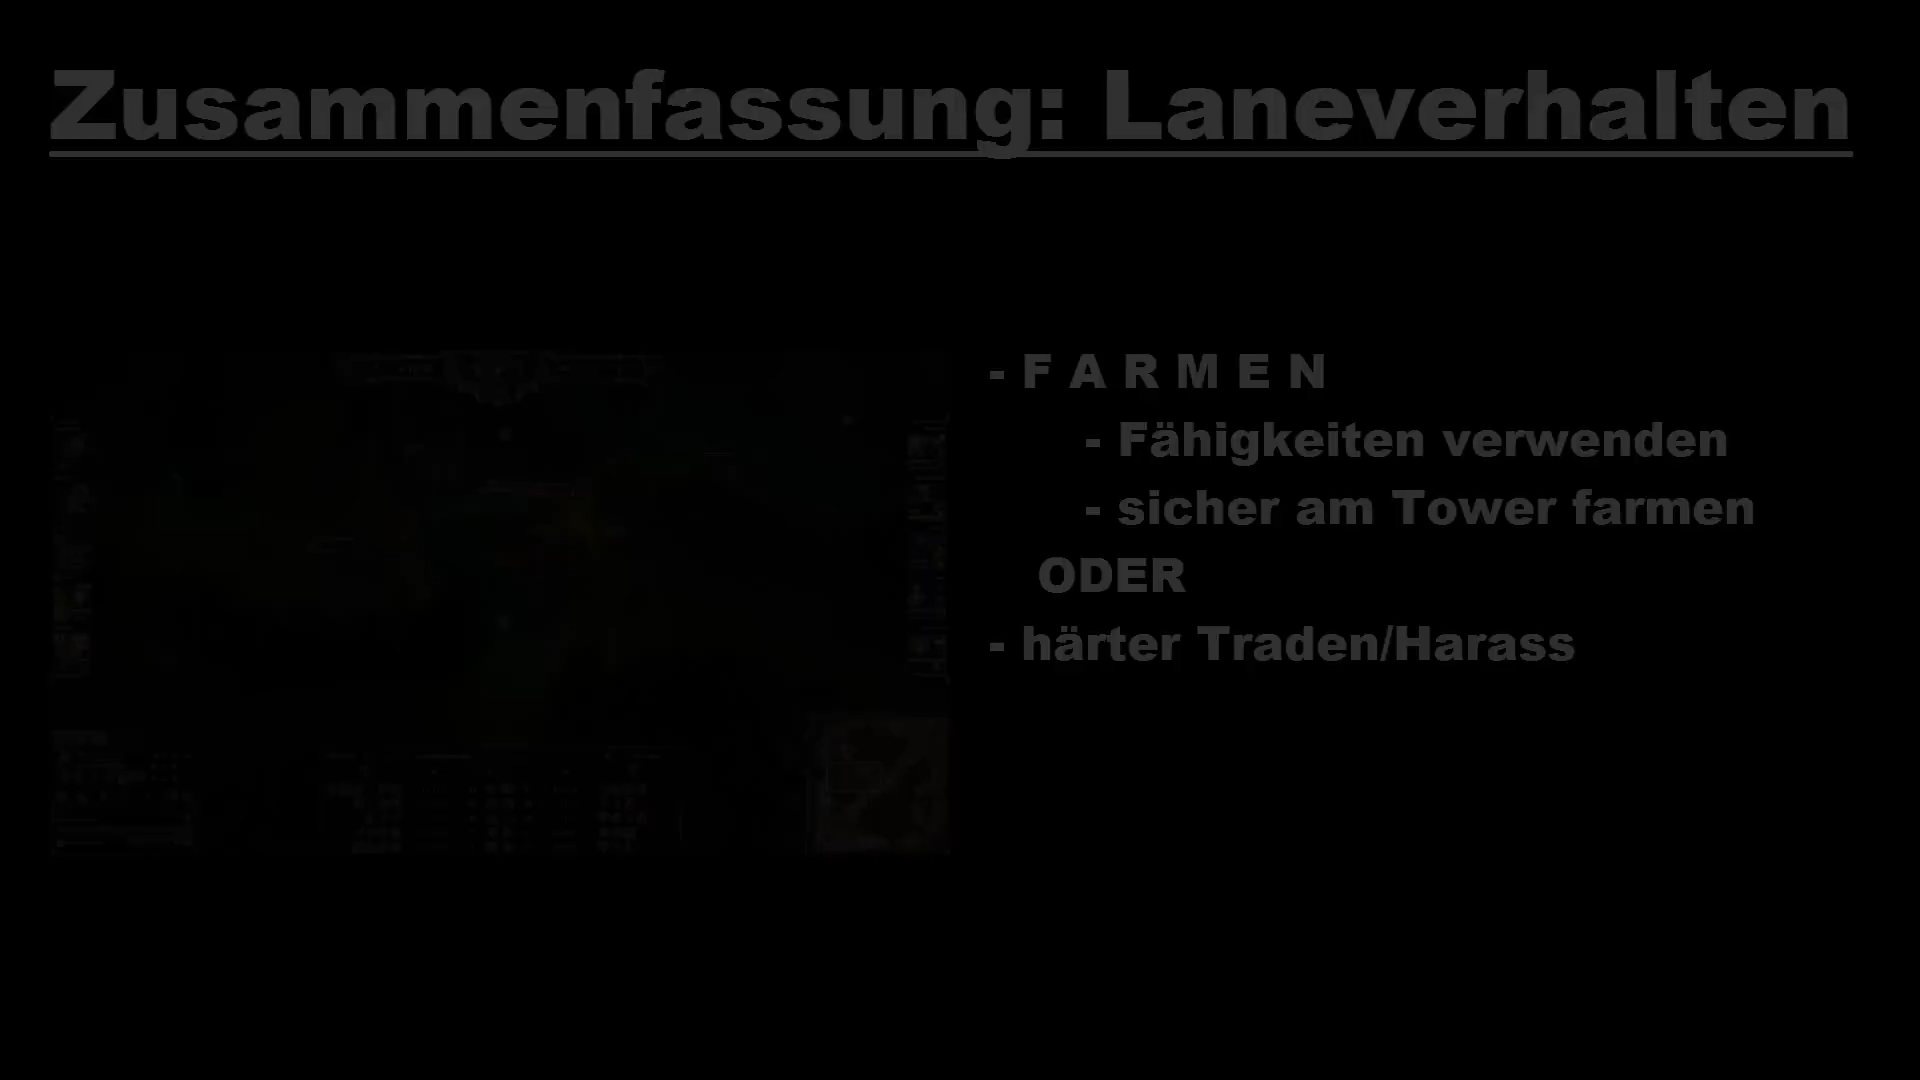 Zusammenfassung: Laneverhalten
- F A R M E N
- Fähigkeiten verwenden
- sicher am Tower farmen
ODER
- härter Traden/Harass